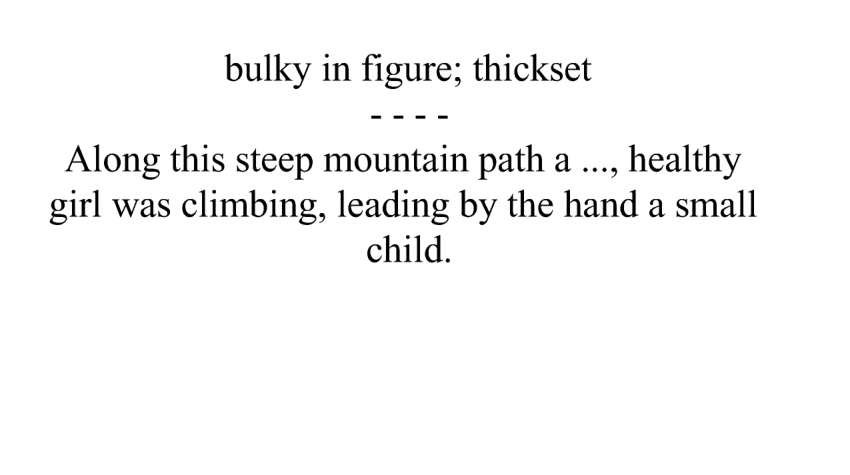 bulky in figure; thickset
- - - -
Along this steep mountain path a ..., healthy
girl was climbing, leading by the hand a small
child.